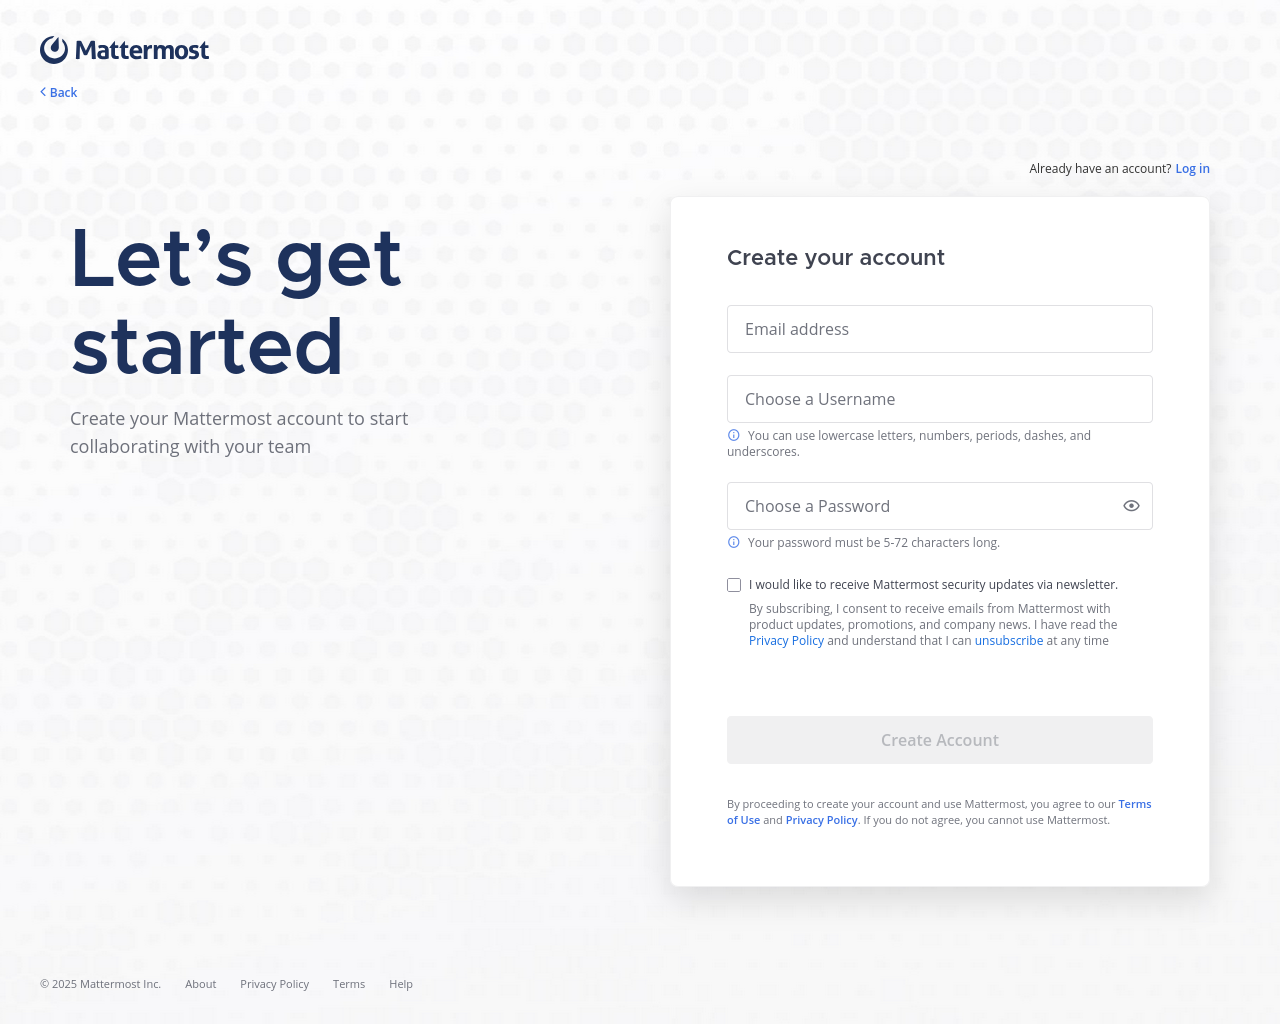 Mattermost
Back
Already have an account? Log in
Let’s get
started
Create your Mattermost account to start
collaborating with your team
Create your account
Email address
Choose a Username
You can use lowercase letters, numbers, periods, dashes, and
underscores.
Choose a Password
Your password must be 5-72 characters long.
I would like to receive Mattermost security updates via newsletter.
By subscribing, I consent to receive emails from Mattermost with
product updates, promotions, and company news. I have read the
Privacy Policy and understand that I can unsubscribe at any time
Create Account
By proceeding to create your account and use Mattermost, you agree to our Terms
of Use and Privacy Policy. If you do not agree, you cannot use Mattermost.
© 2025 Mattermost Inc. About Privacy Policy Terms Help